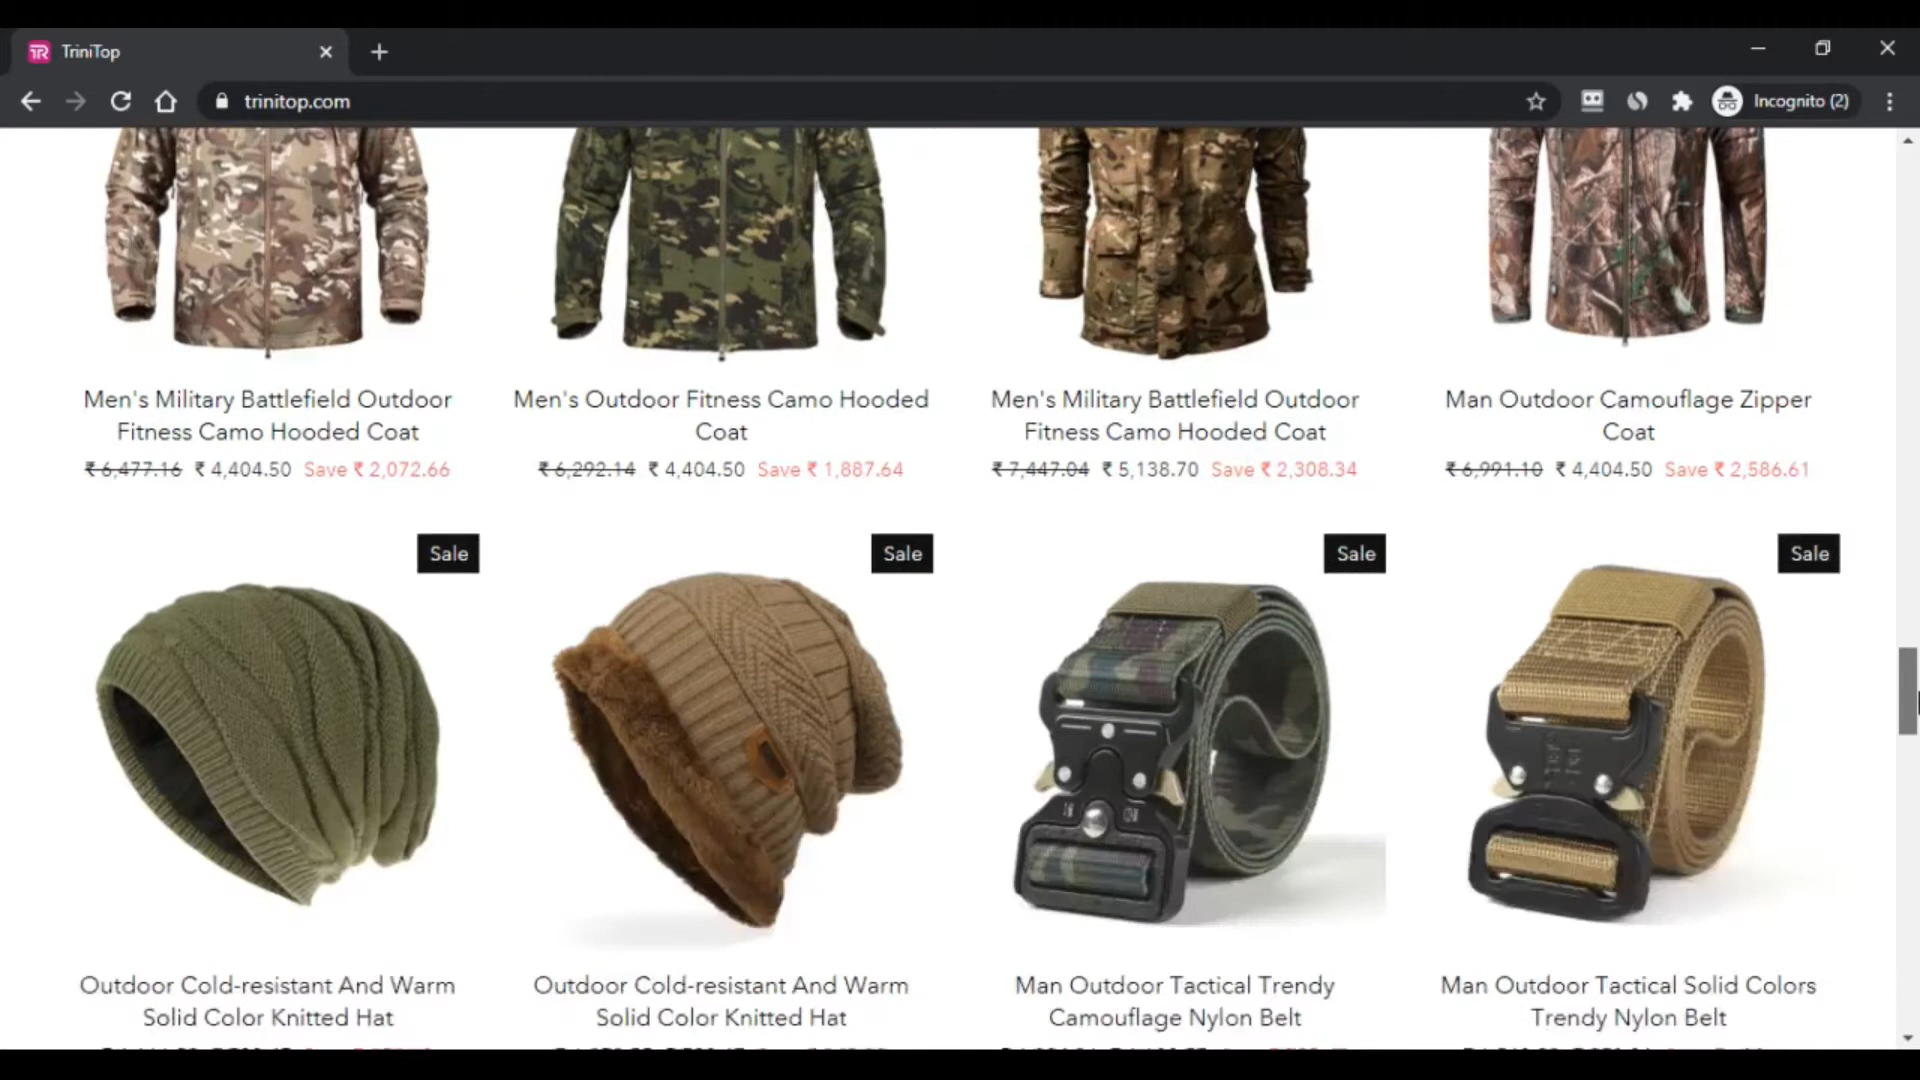 TriniTop
trinitop.com
Incognito (2)
Men's Military Battlefield Outdoor Fitness Camo Hooded Coat
₹ 6,477.16 ₹ 4,404.50 Save ₹ 2,072.66
Men's Outdoor Fitness Camo Hooded Coat
₹ 6,292.14 ₹ 4,404.50 Save ₹ 1,887.64
Men's Military Battlefield Outdoor Fitness Camo Hooded Coat
₹ 7,447.04 ₹ 5,138.70 Save ₹ 2,308.34
Man Outdoor Camouflage Zipper Coat
₹ 6,991.10 ₹ 4,404.50 Save ₹ 2,586.61
Sale
Sale
Sale
Sale
Outdoor Cold-resistant And Warm Solid Color Knitted Hat
Outdoor Cold-resistant And Warm Solid Color Knitted Hat
Man Outdoor Tactical Trendy Camouflage Nylon Belt
Man Outdoor Tactical Solid Colors Trendy Nylon Belt